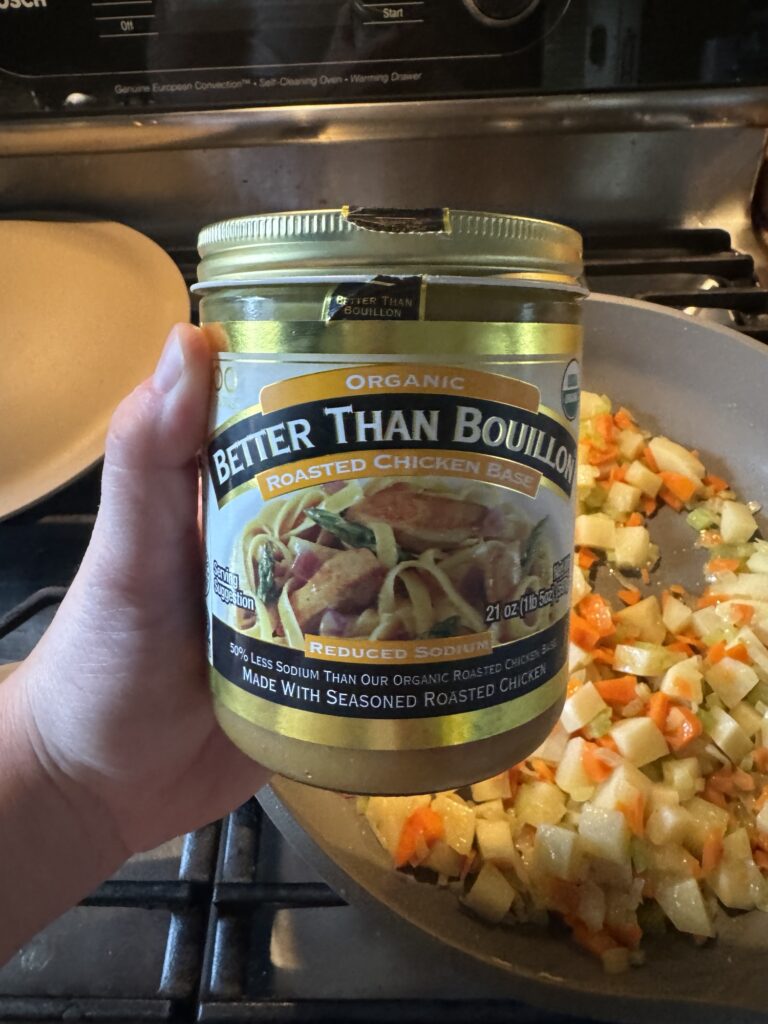 Off
Start
Genuine European Convection™ • Self-Cleaning Oven • Warming Drawer
BETTER THAN
BOUILLON
ORGANIC
BETTER THAN BOUILLON
ROASTED CHICKEN BASE
Serving
Suggestion
21 oz (1 lb 5oz)
REDUCED SODIUM
50% LESS SODIUM THAN OUR ORGANIC ROASTED CHICKEN BASE
MADE WITH SEASONED ROASTED CHICKEN